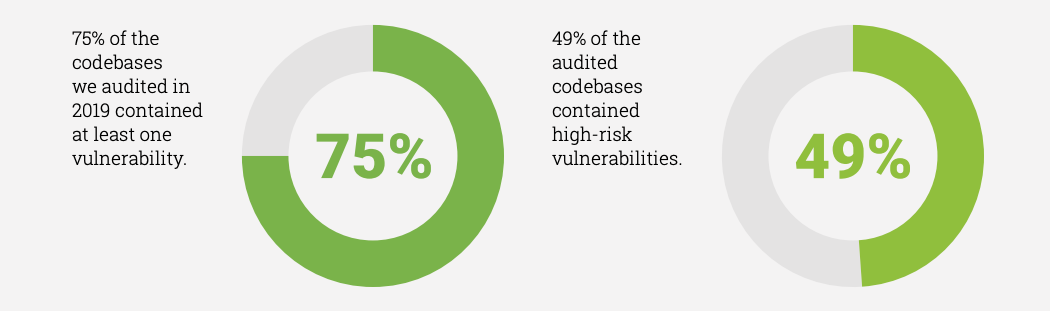 75% of the
codebases
we audited in
2019 contained
at least one
vulnerability.
75%
49% of the
audited
codebases
contained
high-risk
vulnerabilities.
49%